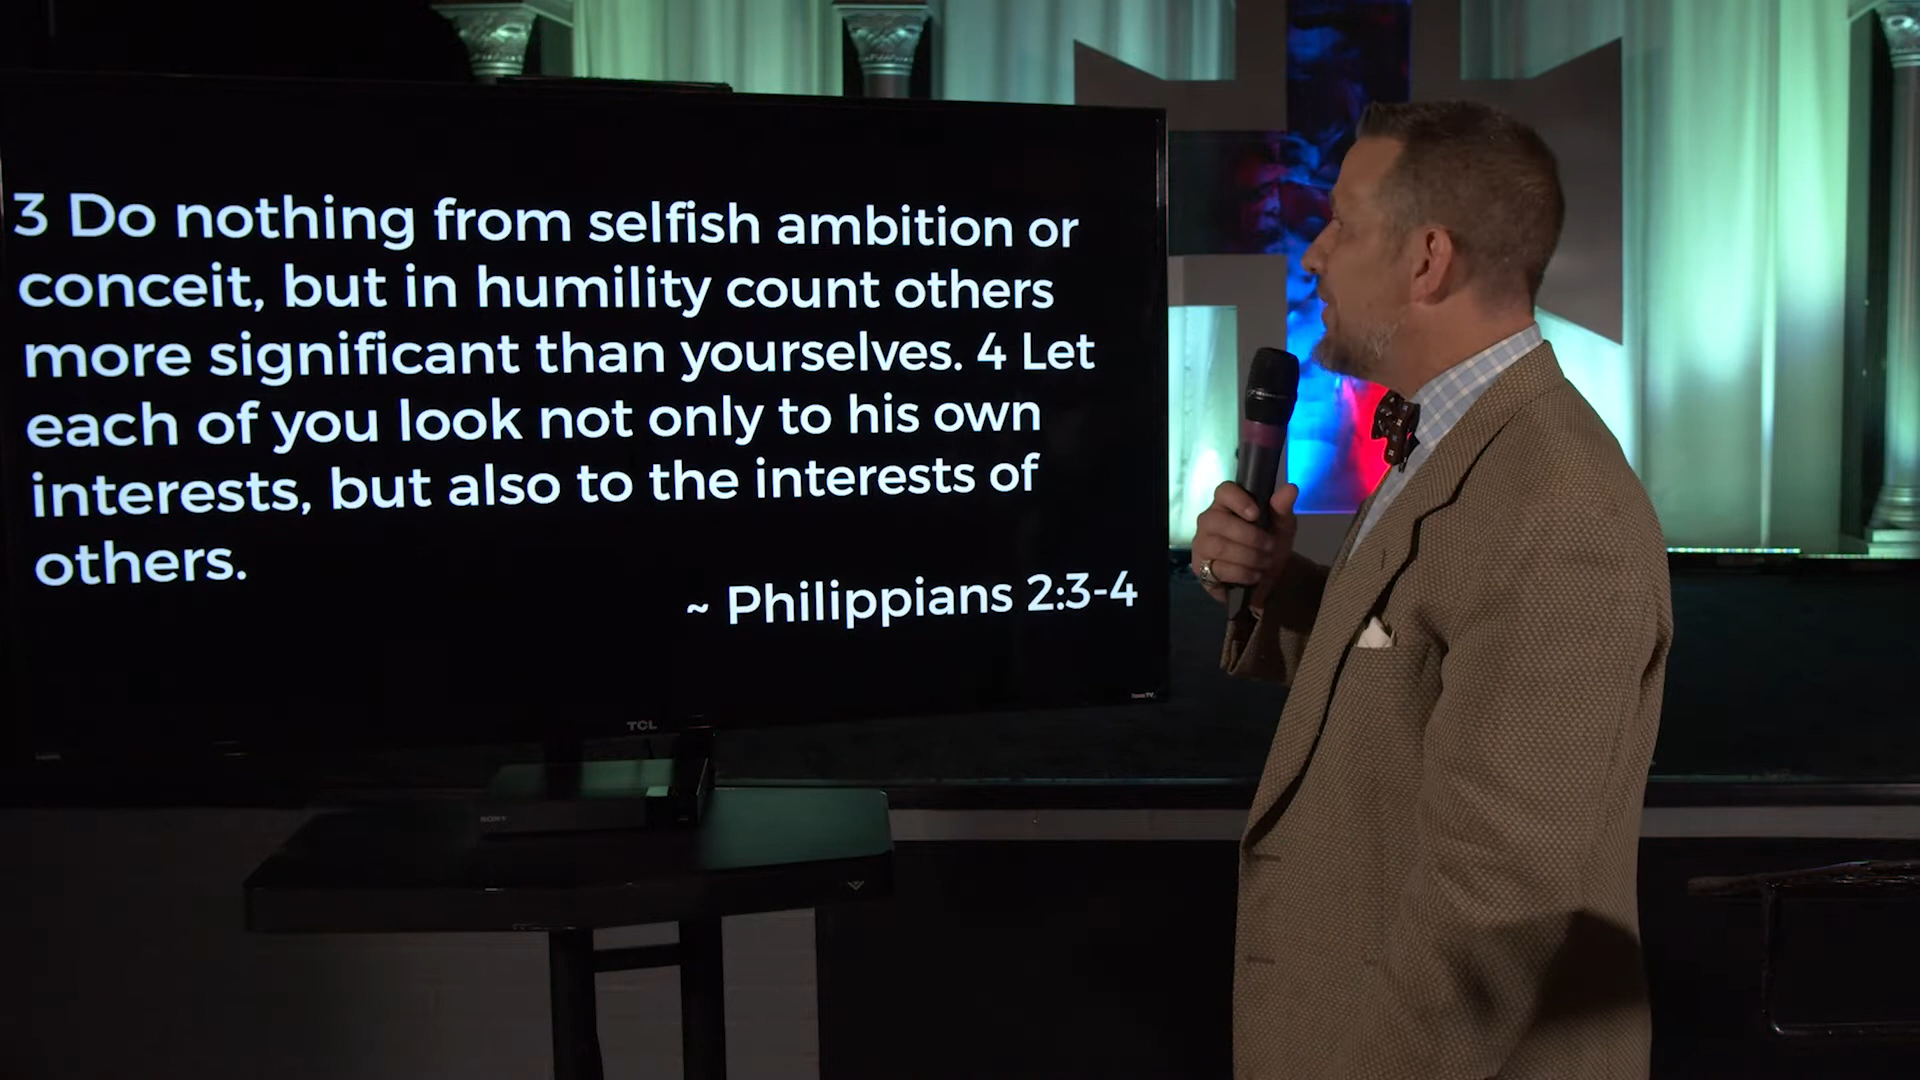 3 Do nothing from selfish ambition or
conceit, but in humility count others
more significant than yourselves. 4 Let
each of you look not only to his own
interests, but also to the interests of
others.
~ Philippians 2:3-4
TCL
SONY